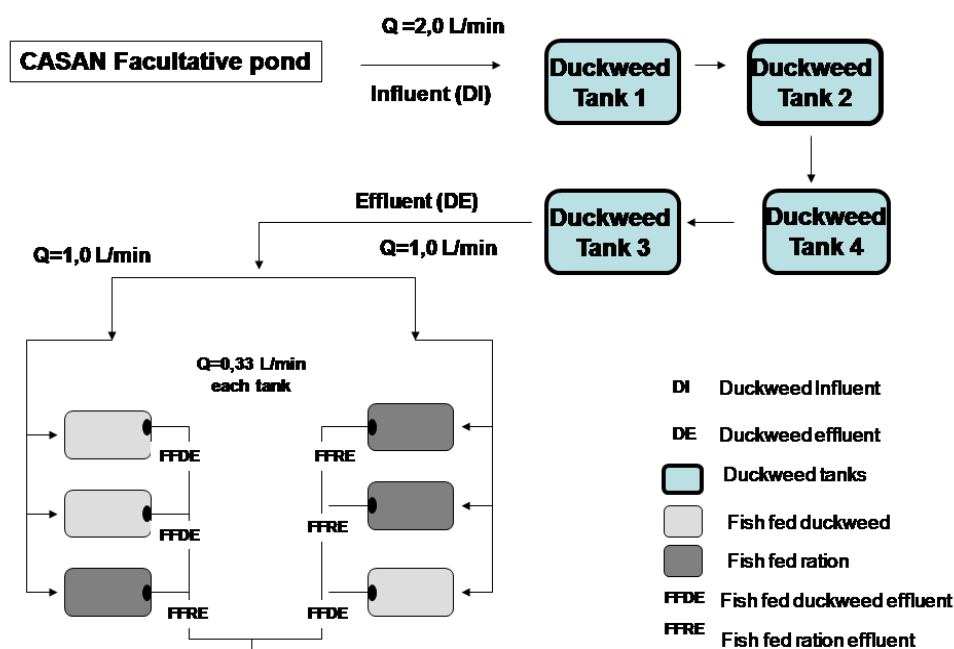 Q =2,0 L/min
CASAN Facultative pond
Influent (DI)
Duckweed
Tank 1
Duckweed
Tank 2
Effluent (DE)
Duckweed
Tank 3
Duckweed
Tank 4
Q=1,0 L/min
Q=1,0 L/min
Q=0,33 L/min
each tank
FFDE
FFRE
FFDE
FFRE
FFRE
FFDE
DI Duckweed Influent
DE Duckweed effluent
Duckweed tanks
Fish fed duckweed
Fish fed ration
FFDE Fish fed duckweed effluent
FFRE Fish fed ration effluent